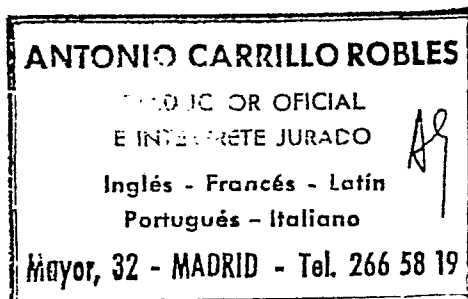 ANTONIO CARRILLO ROBLES
OFICIAL
E JURADO
Inglés - Francés - Latín
Portugués - Italiano
Mayor, 32 - MADRID - Tel. 266 58 19